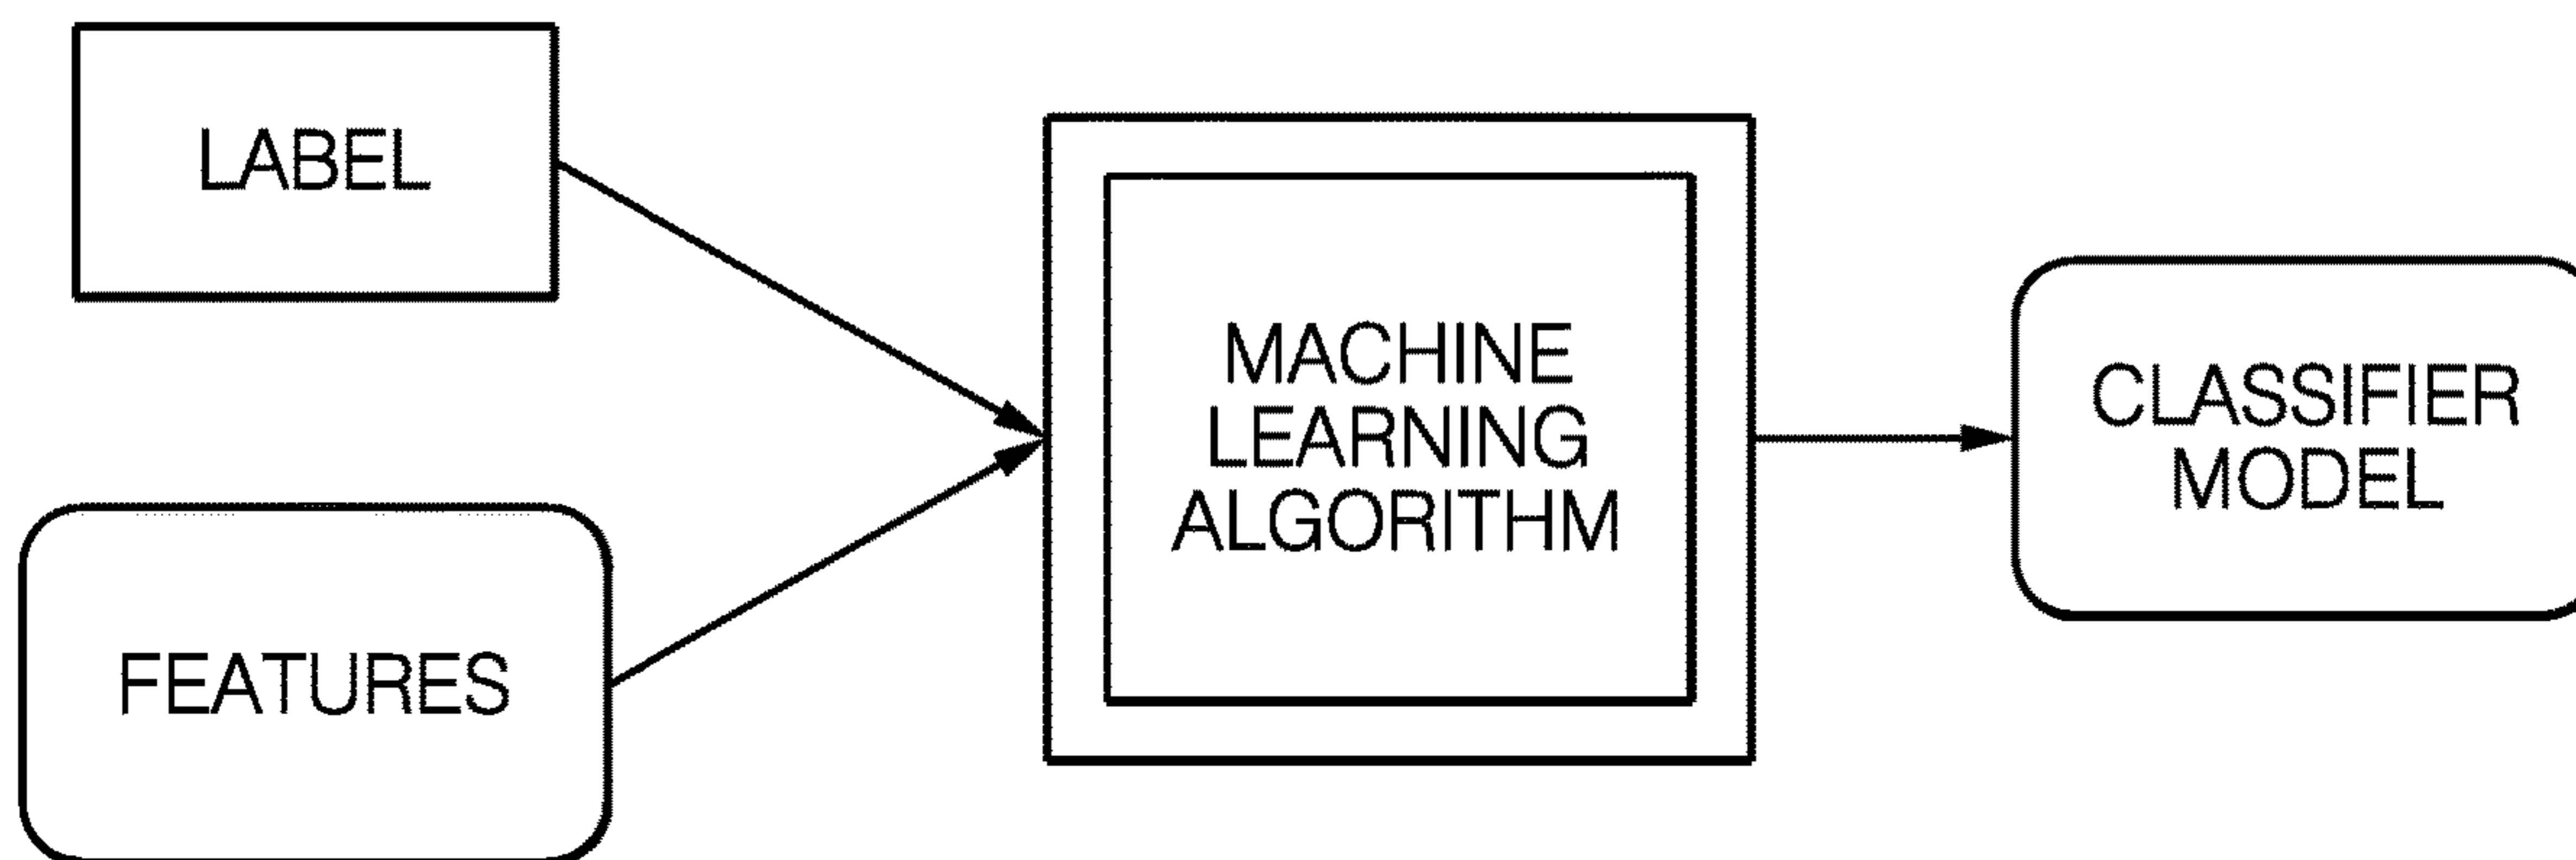 LABEL
FEATURES
MACHINE
LEARNING
ALGORITHM
CLASSIFIER
MODEL